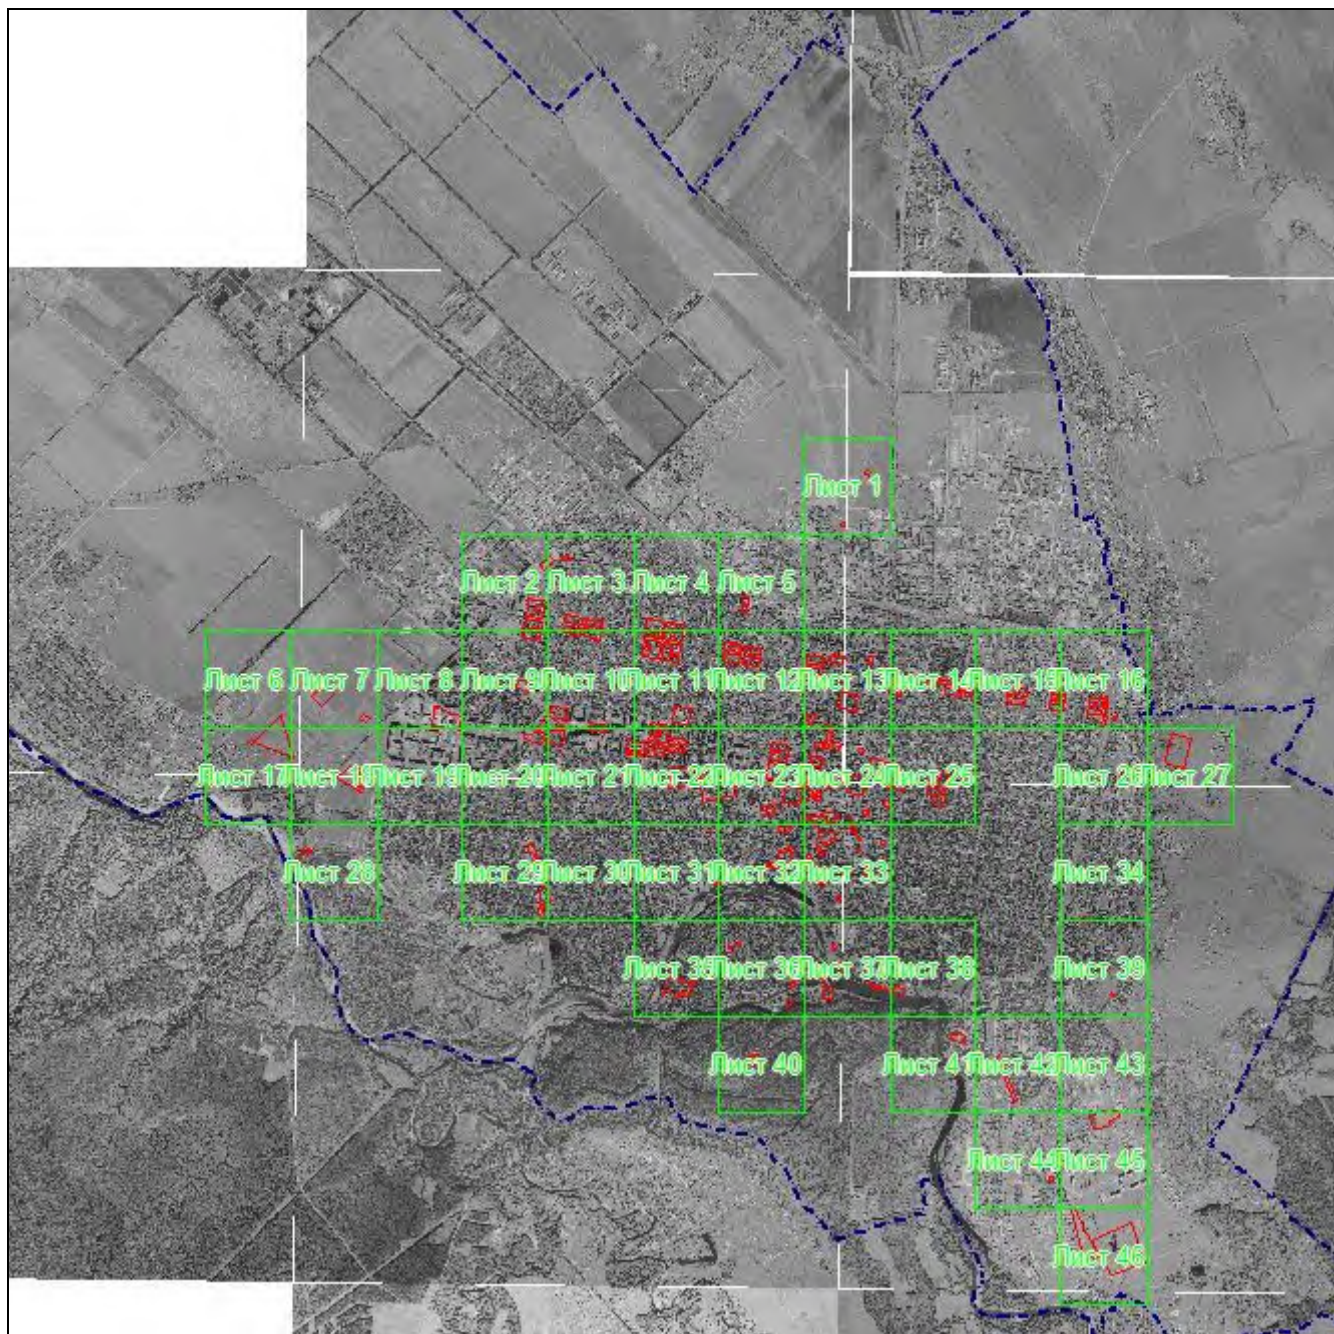 Лист 1
Лист 2 Лист 3 Лист 4 Лист 5
Лист 6 Лист 7 Лист 8 Лист 9 Лист 10 Лист 11 Лист 12 Лист 13 Лист 14 Лист 15 Лист 16
Лист 17 Лист 18 Лист 19 Лист 20 Лист 21 Лист 22 Лист 23 Лист 24 Лист 25 Лист 26 Лист 27
Лист 28 Лист 29 Лист 30 Лист 31 Лист 32 Лист 33 Лист 34
Лист 35 Лист 36 Лист 37 Лист 38 Лист 39
Лист 40 Лист 41 Лист 42 Лист 43
Лист 44 Лист 45
Лист 46